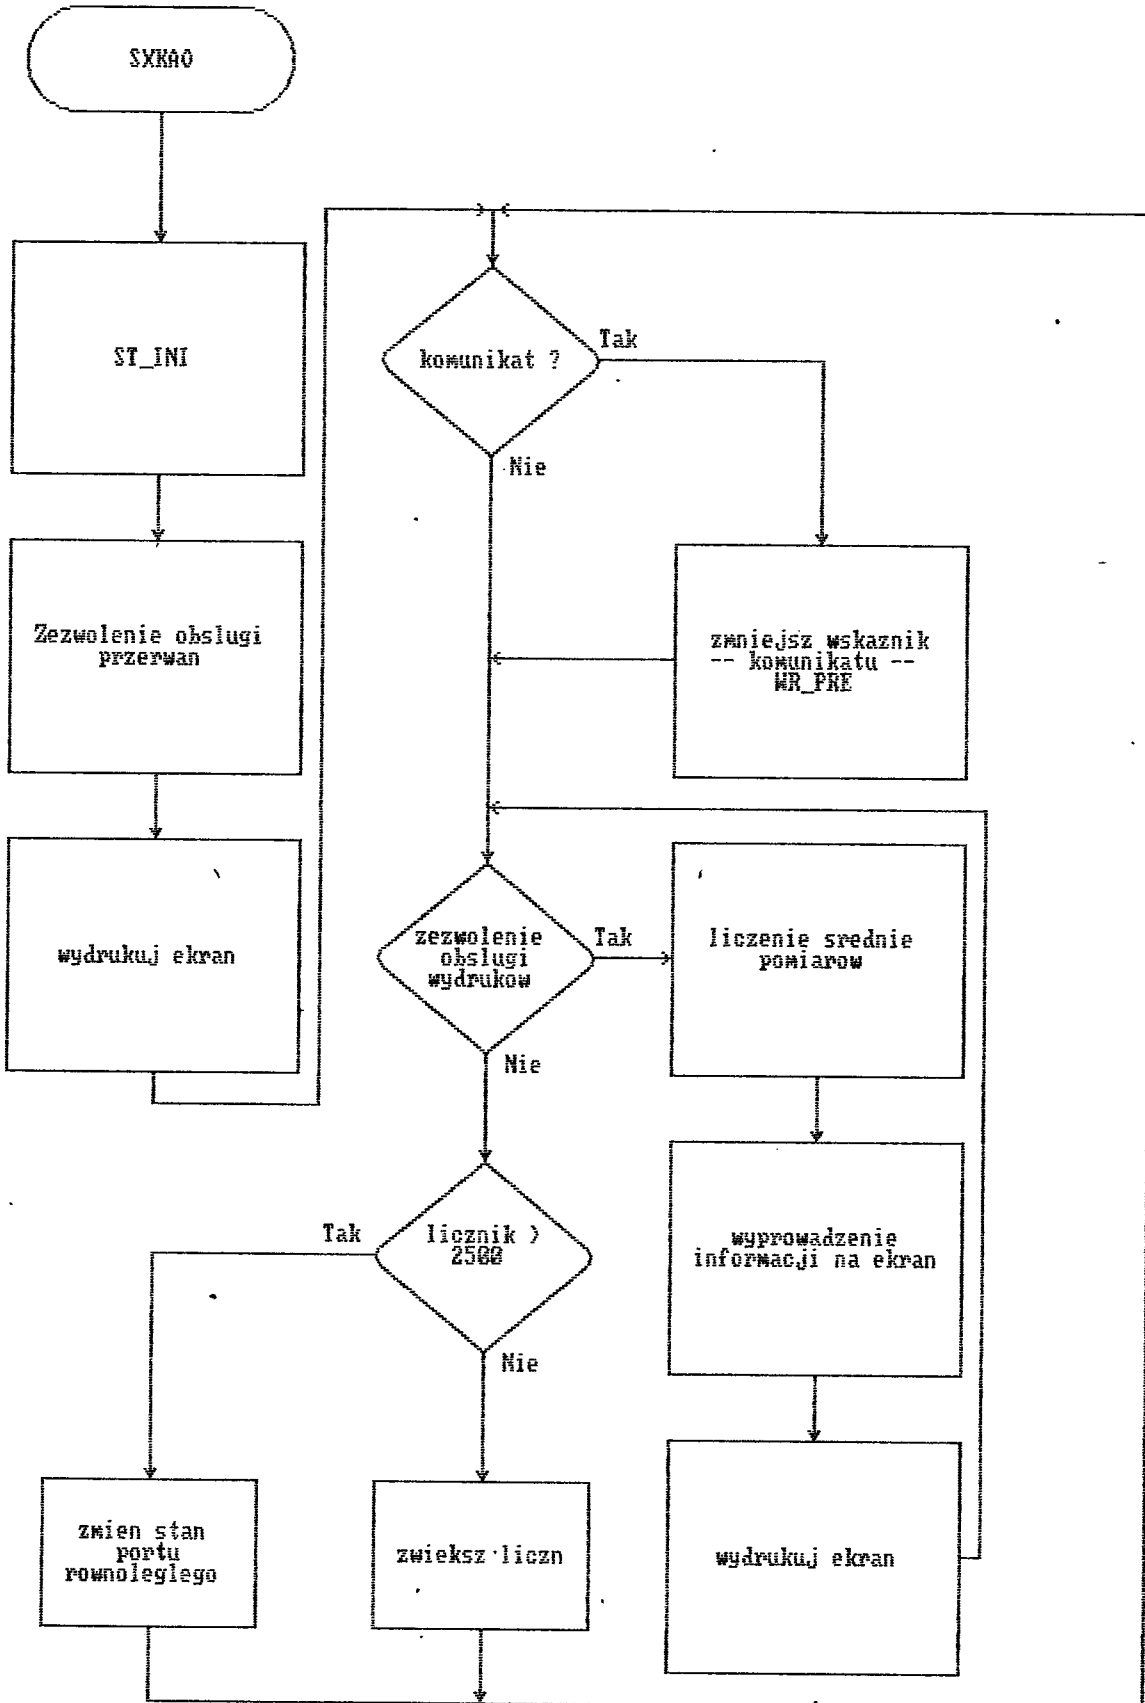 SXKAO
ST_INI
Zezwolenie obslugi
przerwan
wydrukuj ekran
komunikat ?
Tak
Nie
zmniejsz wskaznik
-- komunikatu --
WR_PRE
zezwolenie
obslugi
wydrukow
Tak
Nie
liczenie srednie
pomiarow
licznik >
2500
Tak
Nie
wyprowadzenie
informacji na ekran
zmien stan
portu
rownoleglego
zwieksz liczn
wydrukuj ekran